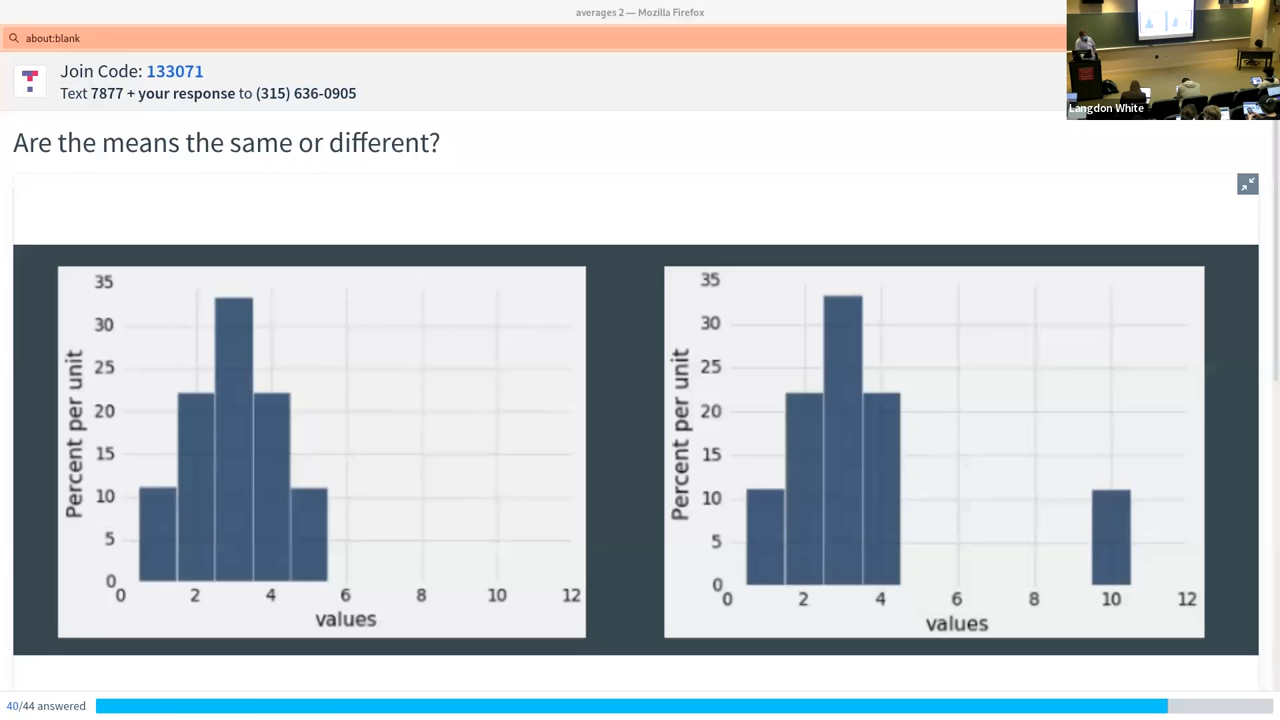 averages 2 — Mozilla Firefox
about:blank
Join Code: 133071
Text 7877 + your response to (315) 636-0905
Langdon White
Are the means the same or different?
35
30
25
20
15
10
5
0
Percent per unit
0 2 4 6 8 10 12
values
35
30
25
20
15
10
5
0
Percent per unit
0 2 4 6 8 10 12
values
40/44 answered